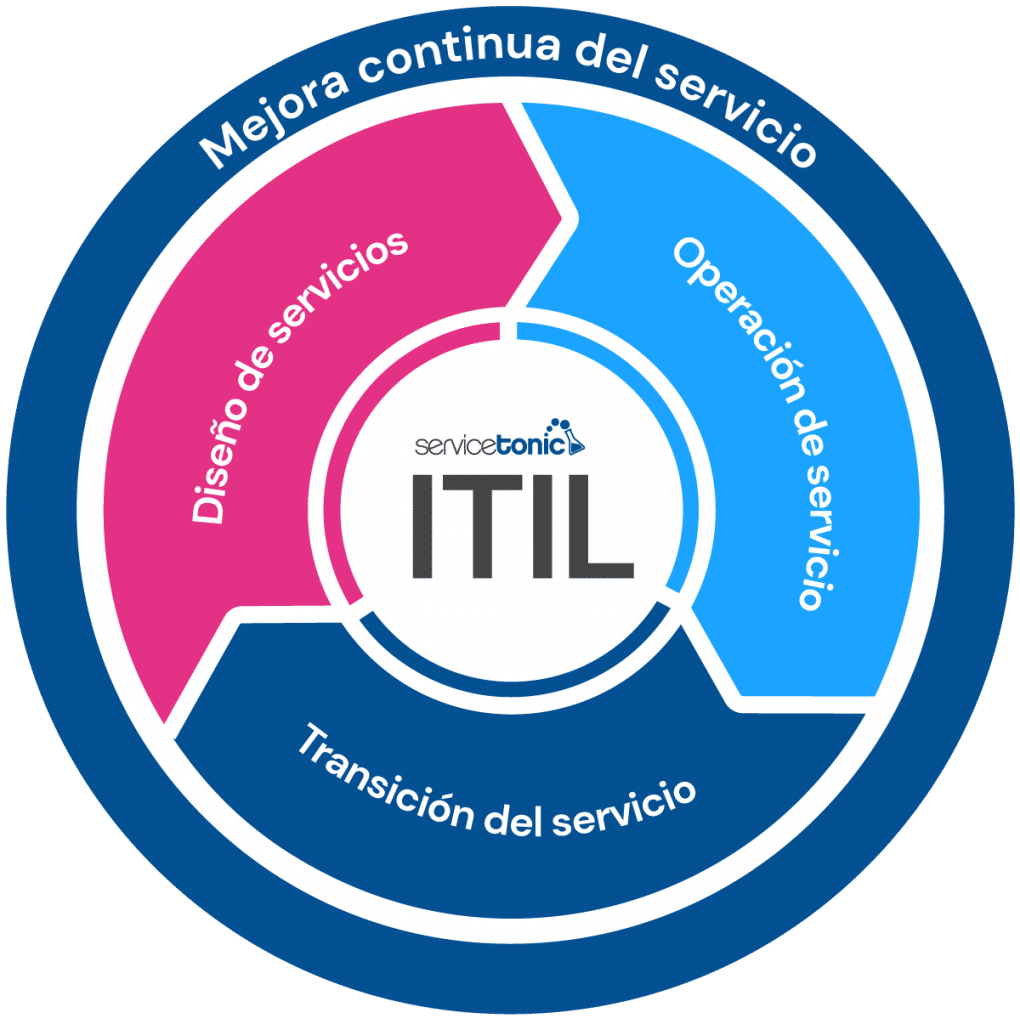 Mejora continua del servicio
Diseño de servicios
Operación de servicio
servicetonic
ITIL
Transición del servicio